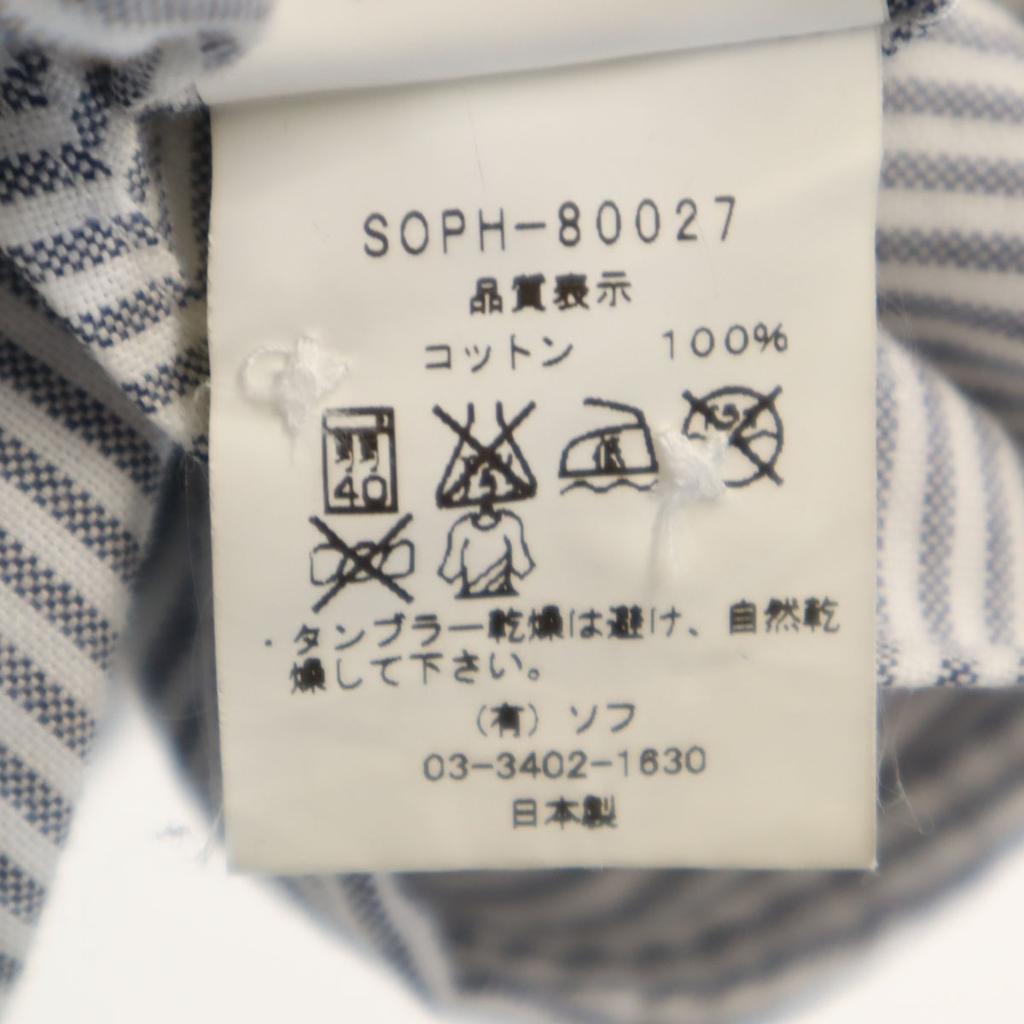 SOPH-80027
品質表示
コットン 100%
40
・タンブラー乾燥は避け、自然乾
燥して下さい。
(有) ソフ
03-3402-1630
日本製